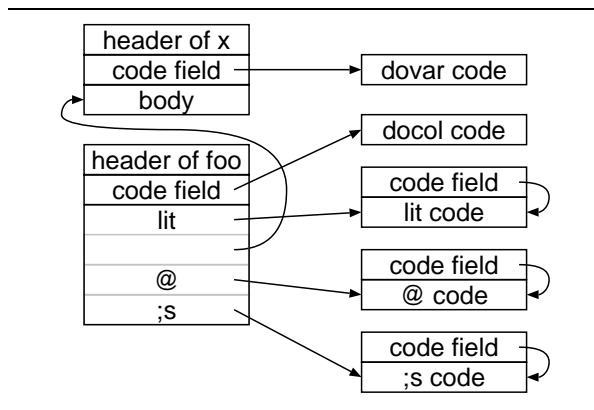 header of x
code field
body
header of foo
code field
lit
@
;s
dovar code
docol code
code field
lit code
code field
@ code
code field
;s code